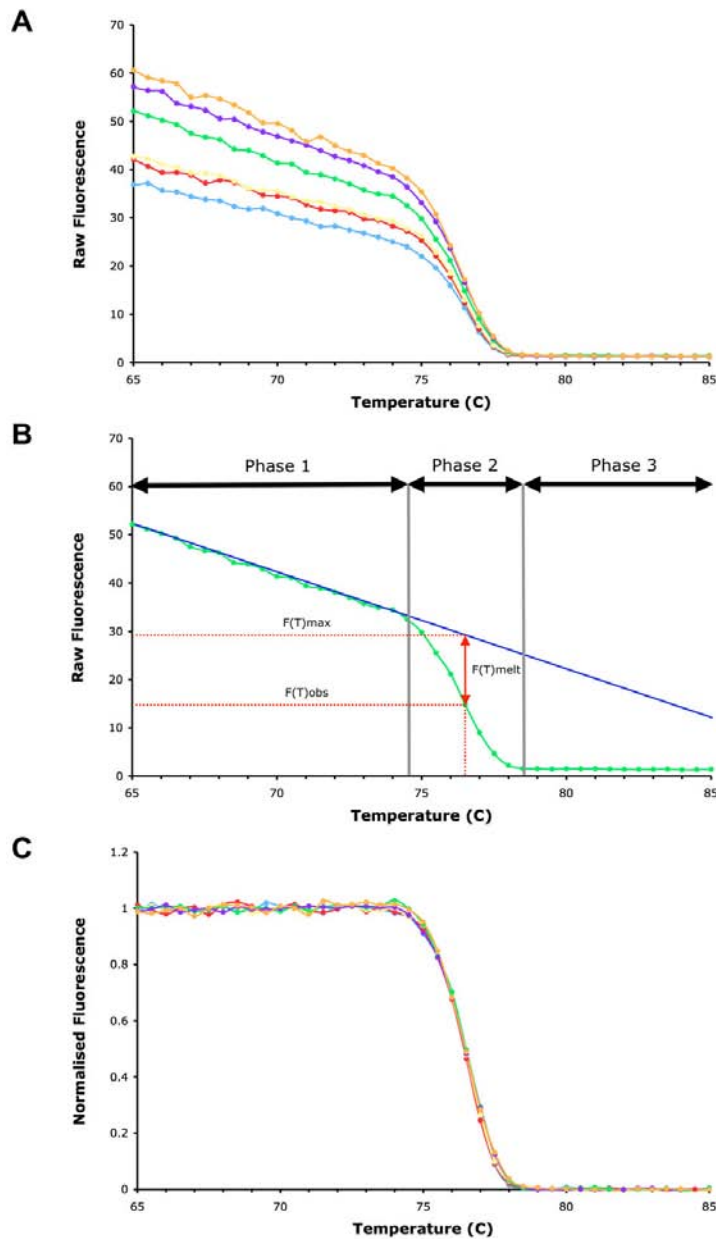 A
70
60
50
40
30
20
10
0
Raw Fluorescence
65 70 75 80 85
Temperature (C)
B
70
60
50
40
30
20
10
0
Raw Fluorescence
Phase 1 Phase 2 Phase 3
F(T)max
F(T)melt
F(T)obs
65 70 75 80 85
Temperature (C)
C
1.2
1
0.8
0.6
0.4
0.2
0
Normalised Fluorescence
65 70 75 80 85
Temperature (C)